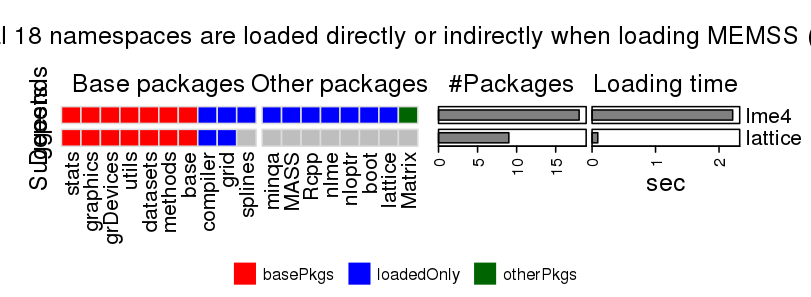 l 18 namespaces are loaded directly or indirectly when loading MEMSS (
Base packages Other packages #Packages Loading time
Depends
Suggests
lme4
lattice
stats
graphics
grDevices
utils
datasets
methods
base
compiler
grid
splines
minqa
MASS
Rcpp
nlme
nloptr
boot
lattice
Matrix
0 5 10 15
0 1 2
sec
basePkgs loadedOnly otherPkgs